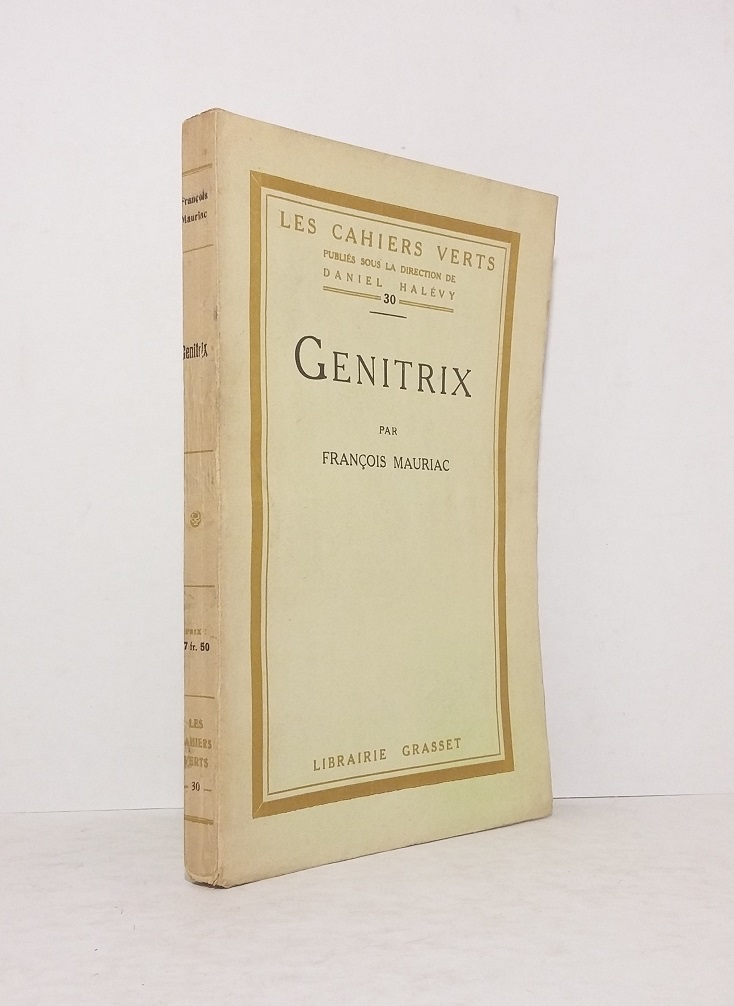 François
Mauriac
Genitrix
PRIX :
7 fr. 50
LES
CAHIERS
VERTS
30
LES CAHIERS VERTS
PUBLIÉS SOUS LA DIRECTION DE
DANIEL HALÉVY
30
GENITRIX
PAR
FRANÇOIS MAURIAC
LIBRAIRIE GRASSET